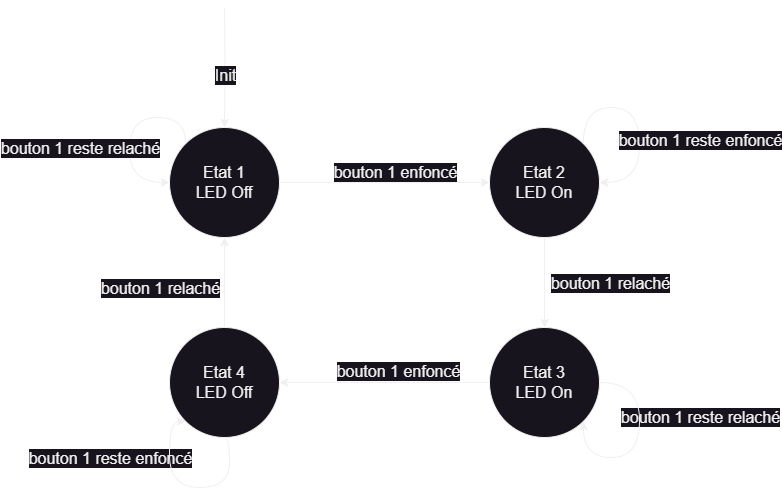 Init
bouton 1 reste relaché
Etat 1
LED Off
bouton 1 enfoncé
Etat 2
LED On
bouton 1 reste enfoncé
bouton 1 relaché
bouton 1 relaché
Etat 4
LED Off
bouton 1 enfoncé
Etat 3
LED On
bouton 1 reste relaché
bouton 1 reste enfoncé